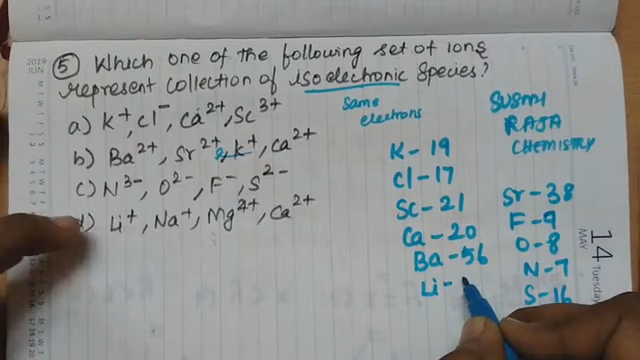 5 Which one of the following set of ions
represent collection of isoelectronic species?
a) K⁺, Cl⁻, Ca²⁺, Sc³⁺
b) Ba²⁺, Sr²⁺, K⁺, Ca²⁺
c) N³⁻, O²⁻, F⁻, S²⁻
d) Li⁺, Na⁺, Mg²⁺, Ca²⁺
Same
electrons
K - 19
Cl - 17
Sc - 21
Ca - 20
Ba - 56
Li -
SUSMI
RAJA
CHEMISTRY
Sr - 38
F - 9
O - 8
N - 7
S - 16
2019
JUN
14
MAY
Tuesday